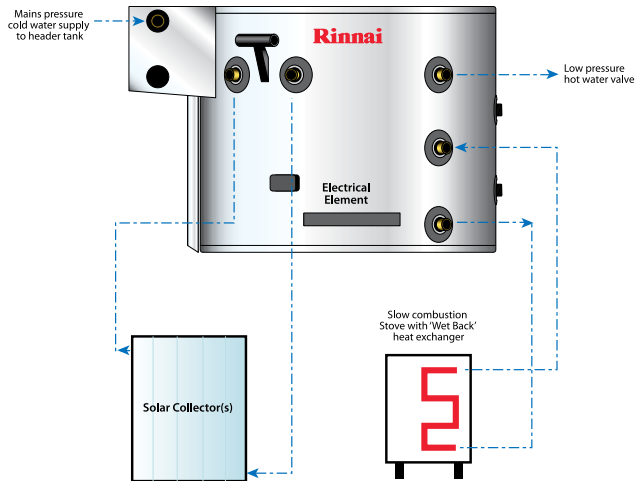 Mains pressure
cold water supply
to header tank
Rinnai
Low pressure
hot water valve
Electrical
Element
Slow combustion
Stove with 'Wet Back'
heat exchanger
Solar Collector(s)